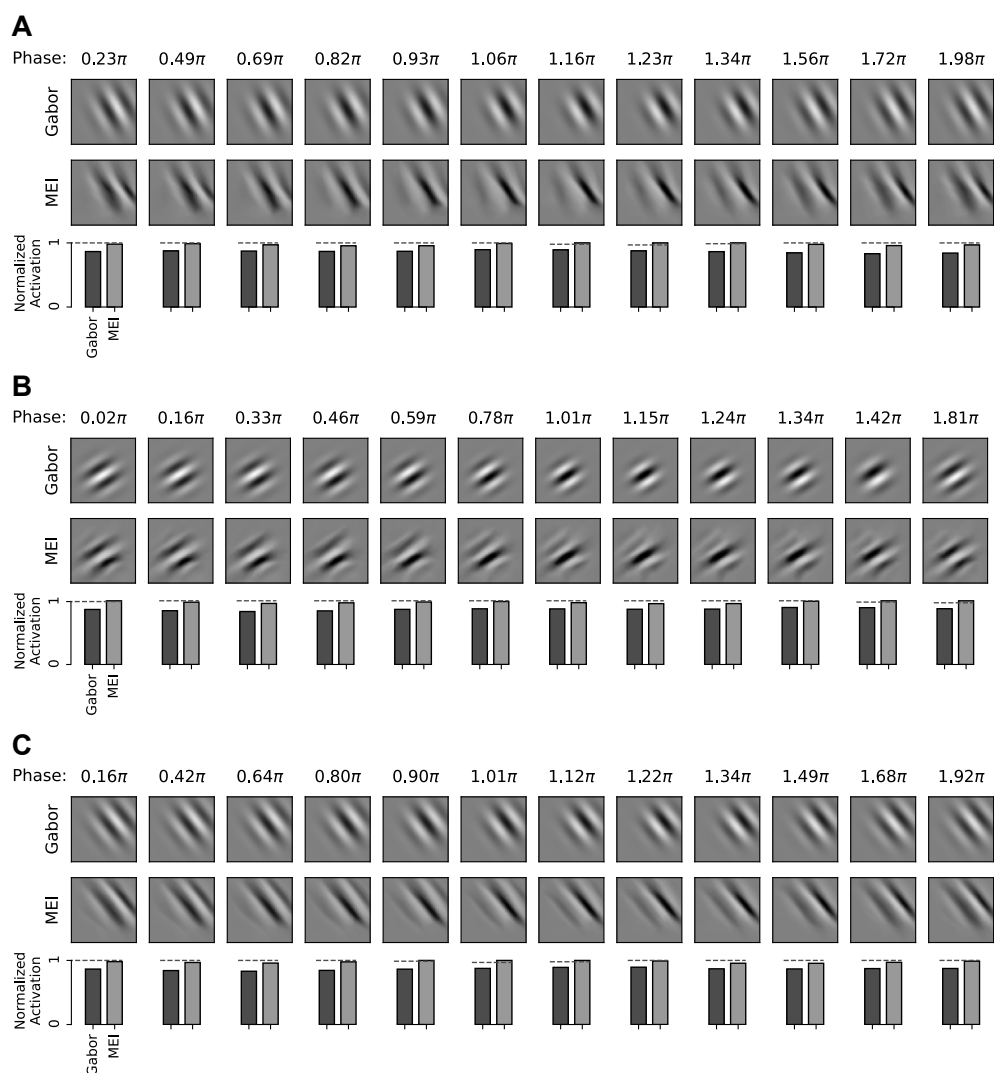 A
Phase: 0.23π 0.49π 0.69π 0.82π 0.93π 1.06π 1.16π 1.23π 1.34π 1.56π 1.72π 1.98π
Gabor
MEI
Normalized
Activation
1
0
Gabor
MEI
B
Phase: 0.02π 0.16π 0.33π 0.46π 0.59π 0.78π 1.01π 1.15π 1.24π 1.34π 1.42π 1.81π
Gabor
MEI
Normalized
Activation
1
0
Gabor
MEI
C
Phase: 0.16π 0.42π 0.64π 0.80π 0.90π 1.01π 1.12π 1.22π 1.34π 1.49π 1.68π 1.92π
Gabor
MEI
Normalized
Activation
1
0
Gabor
MEI